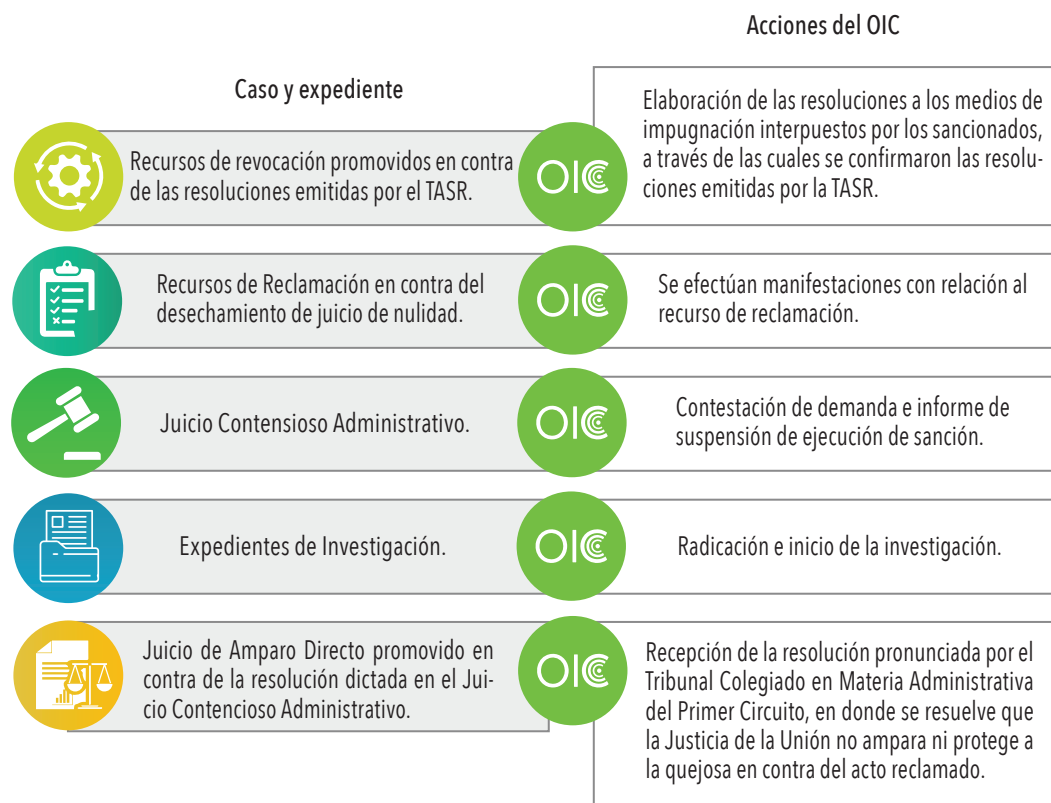 Acciones del OIC
Caso y expediente
Recursos de revocación promovidos en contra
de las resoluciones emitidas por el TASR.
OIC
Elaboración de las resoluciones a los medios de
impugnación interpuestos por los sancionados,
a través de las cuales se confirmaron las resolu-
ciones emitidas por la TASR.
Recursos de Reclamación en contra del
desechamiento de juicio de nulidad.
OIC
Se efectúan manifestaciones con relación al
recurso de reclamación.
Juicio Contensioso Administrativo.
OIC
Contestación de demanda e informe de
suspensión de ejecución de sanción.
Expedientes de Investigación.
OIC
Radicación e inicio de la investigación.
Juicio de Amparo Directo promovido en
contra de la resolución dictada en el Jui-
cio Contencioso Administrativo.
OIC
Recepción de la resolución pronunciada por el
Tribunal Colegiado en Materia Administrativa
del Primer Circuito, en donde se resuelve que
la Justicia de la Unión no ampara ni protege a
la quejosa en contra del acto reclamado.